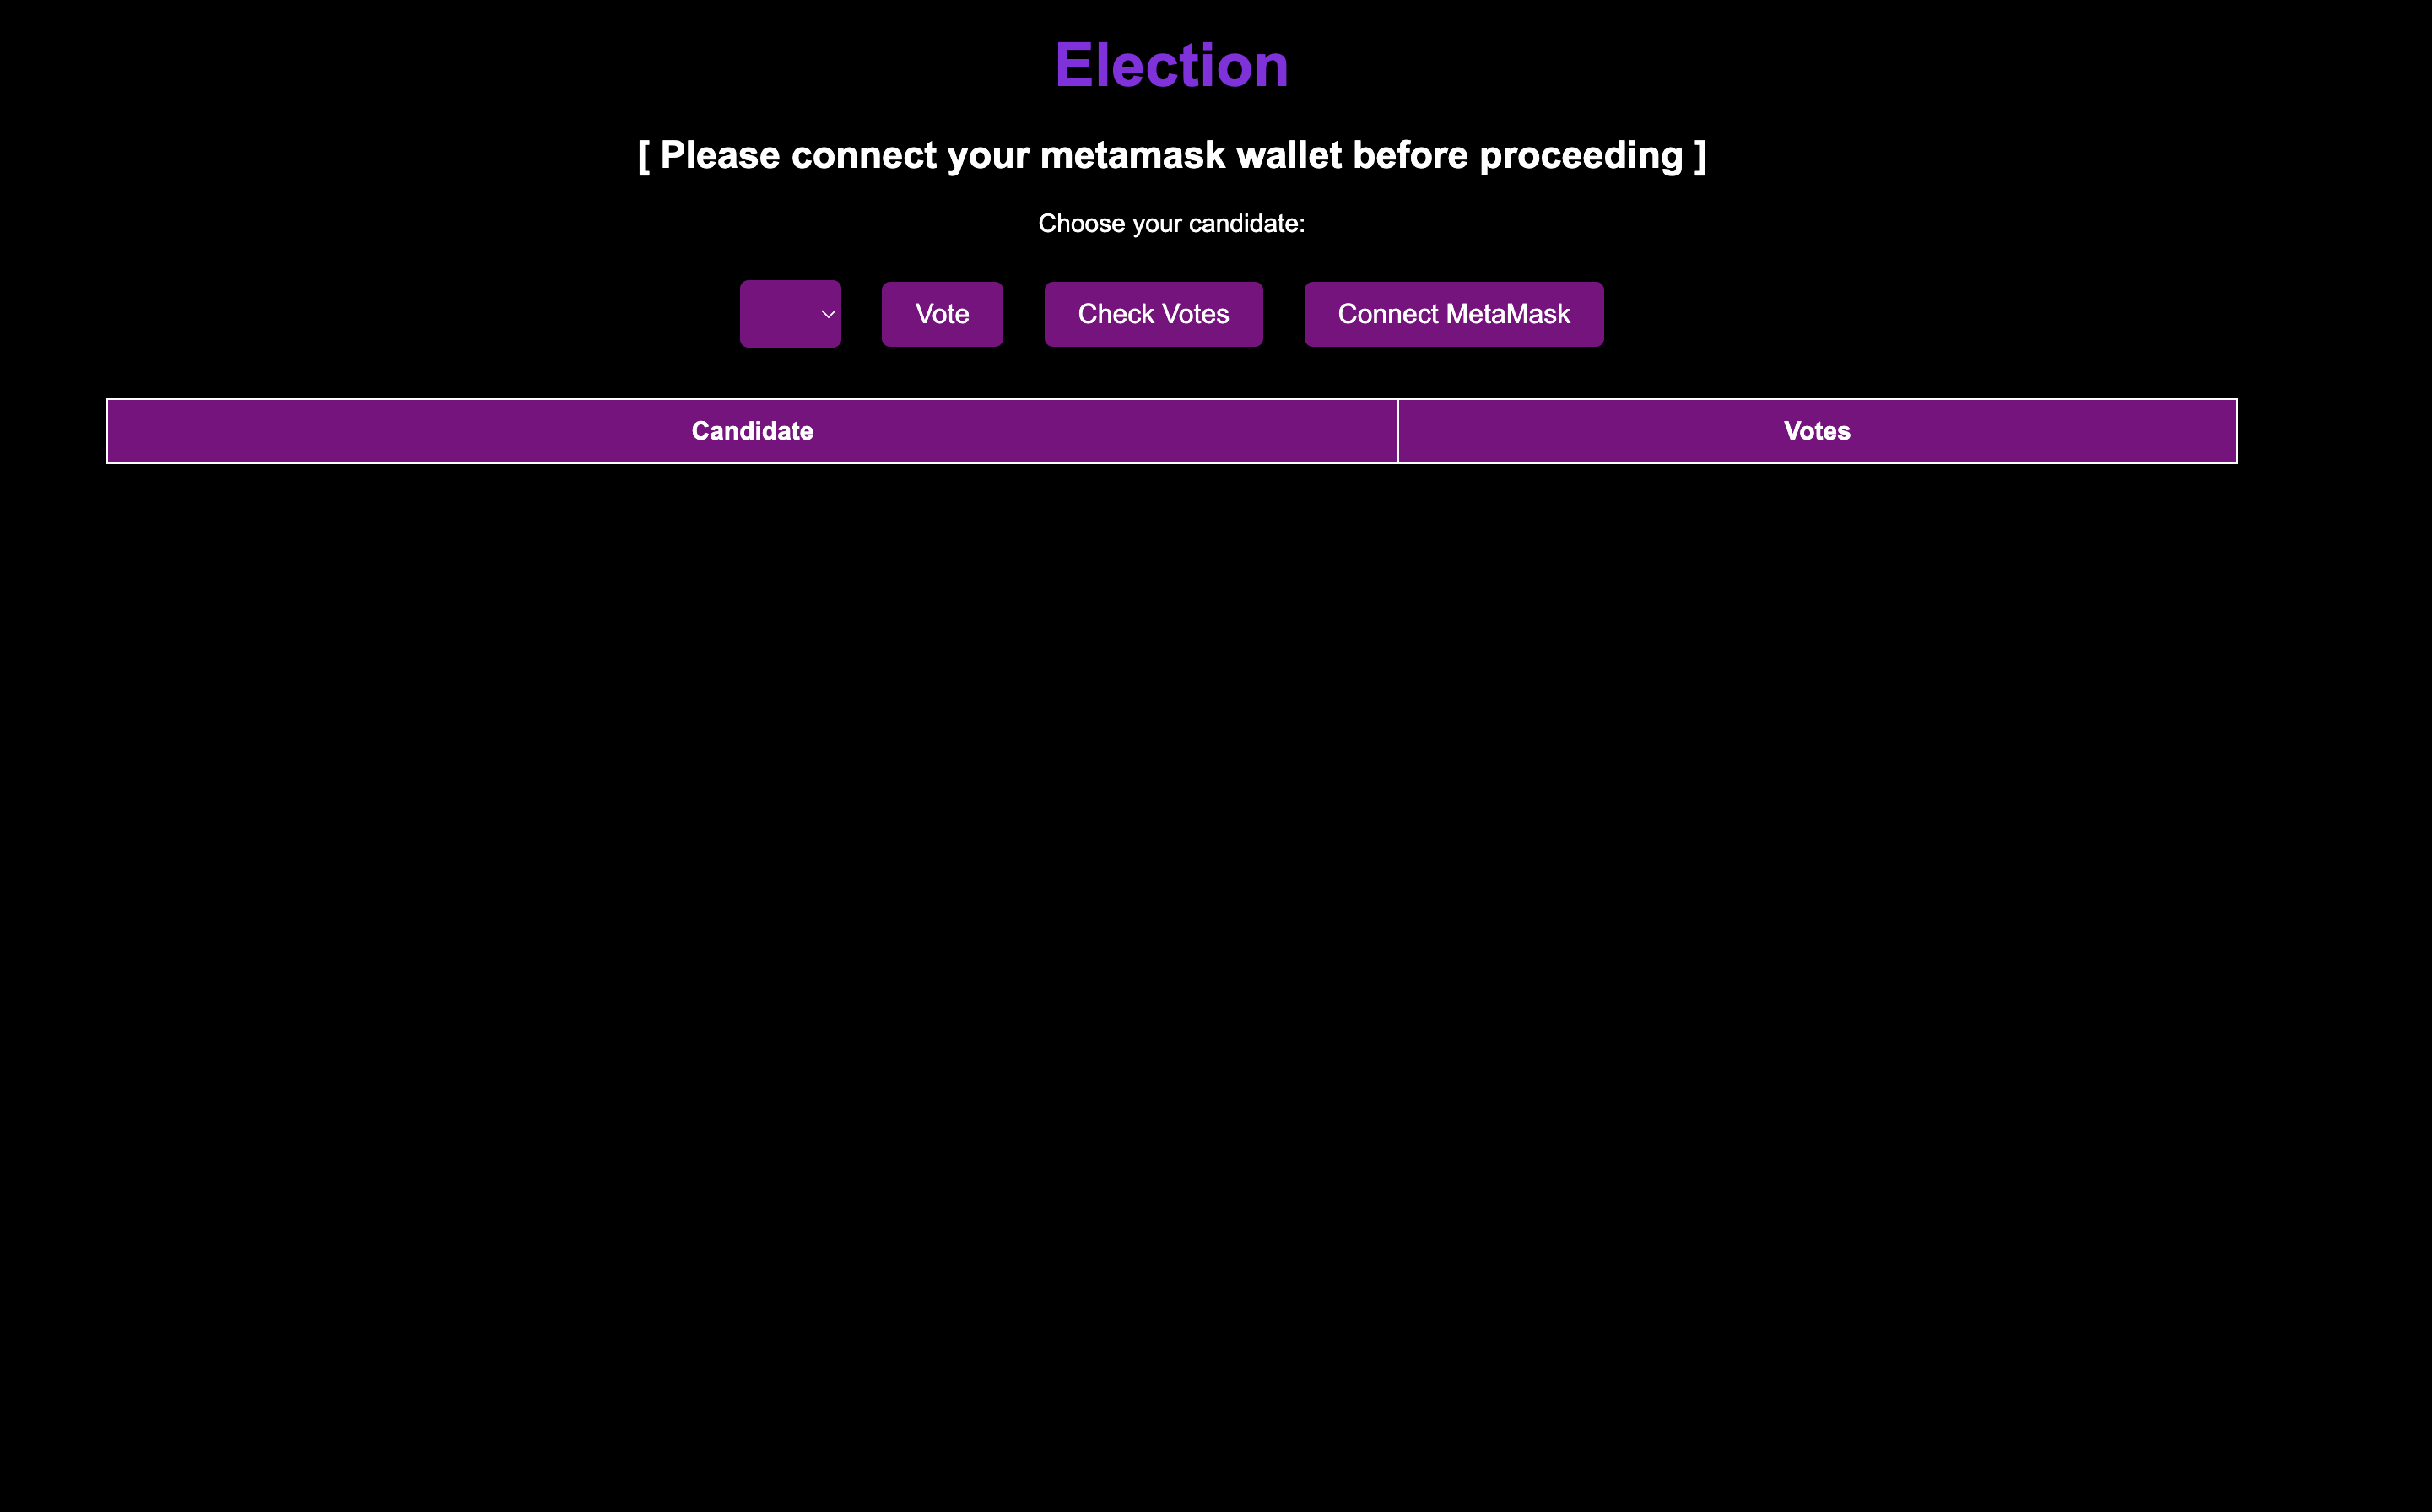 Election
[ Please connect your metamask wallet before proceeding ]
Choose your candidate:
Vote Check Votes Connect MetaMask
Candidate Votes